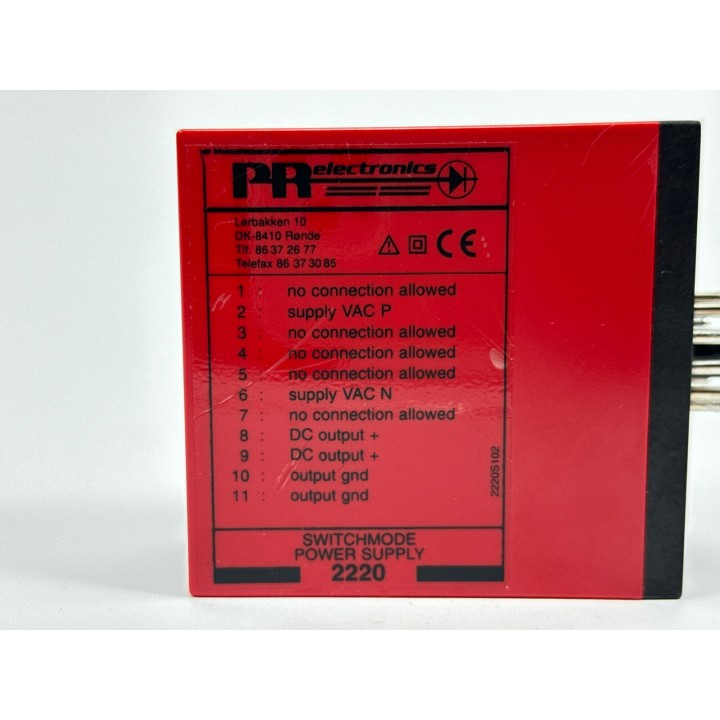 PR electronics
Lerbakken 10
DK-8410 Rønde
Tlf. 86 37 26 77
Telefax 86 37 30 85
CE
1 : no connection allowed
2 : supply VAC P
3 : no connection allowed
4 : no connection allowed
5 : no connection allowed
6 : supply VAC N
7 : no connection allowed
8 : DC output +
9 : DC output +
10 : output gnd
11 : output gnd
2220S102
SWITCHMODE
POWER SUPPLY
2220